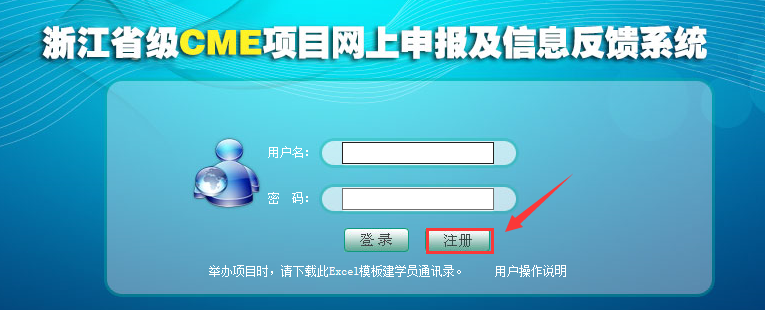 浙江省级CME项目网上申报及信息反馈系统
用户名:
密 码:
登 录 注册
举办项目时，请下载此Excel模板建学员通讯录。 用户操作说明